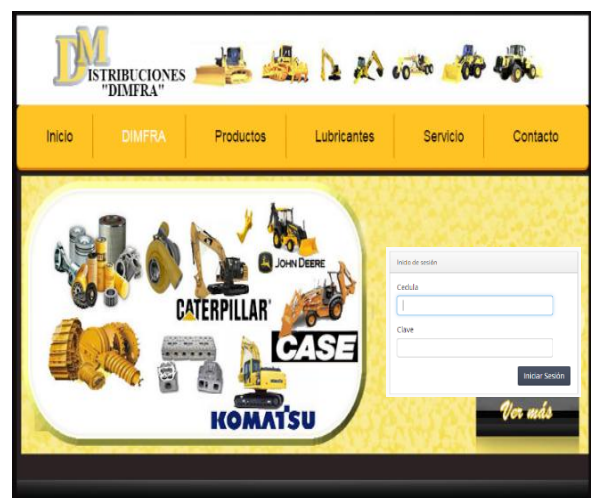 DM
ISTRIBUCIONES
"DIMFRA"
Inicio DIMFRA Productos Lubricantes Servicio Contacto
JOHN DEERE
CATERPILLAR
CASE
KOMATSU
Inicio de sesión
Cedula
Clave
Iniciar Sesión
Ver más